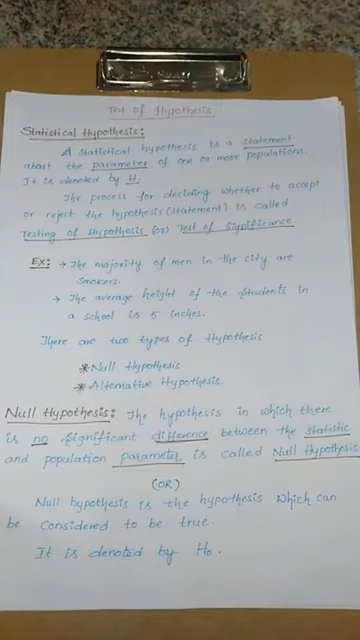 Test of Hypothesis
Statistical Hypothesis:
A statistical hypothesis is a statement
about the parameter of one or more populations.
It is denoted by H.
The process for deciding whether to accept
or reject the hypothesis (statement) is called
Testing of Hypothesis (or) Test of Significance.
Ex: → The majority of men in the city are
smokers.
→ The average height of the students in
a school is 5 inches.
There are two types of Hypothesis
* Null Hypothesis
* Alternative Hypothesis.
Null Hypothesis: The hypothesis in which there
is no significant difference between the statistic
and population parameter is called Null Hypothesis
(OR)
Null hypothesis is the hypothesis which can
be considered to be true.
It is denoted by H₀.